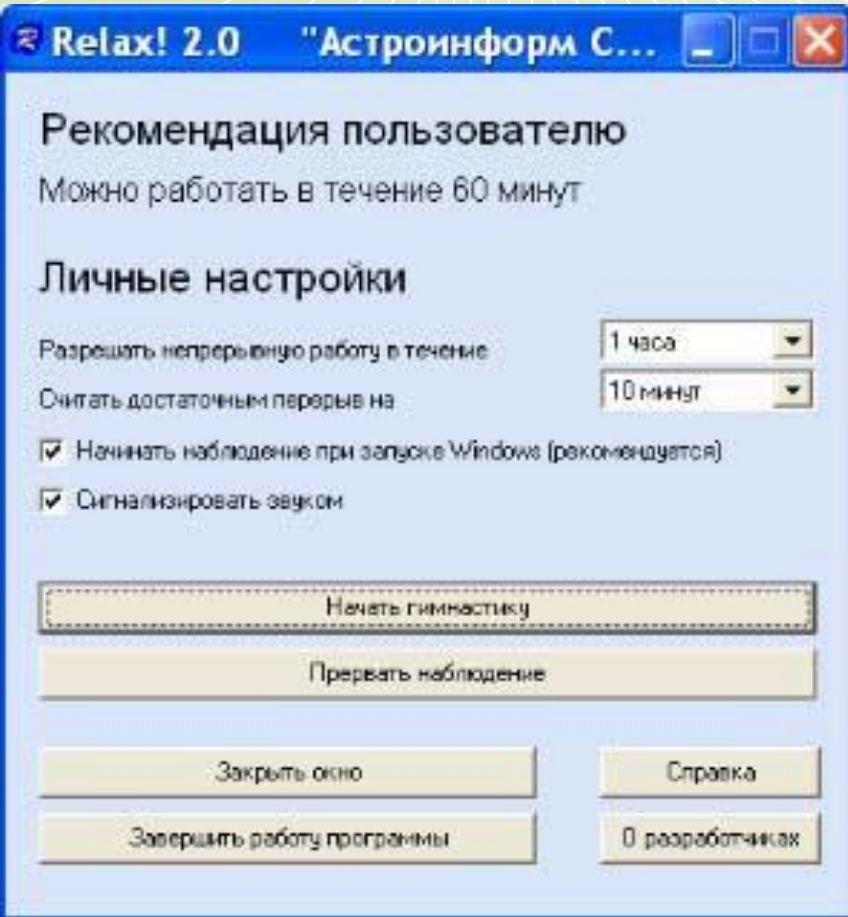 Relax! 2.0 "Астроинформ С...
Рекомендация пользователю
Можно работать в течение 60 минут
Личные настройки
Разрешать непрерывную работу в течение 1 часа
Считать достаточным перерыв на 10 минут
Начинать наблюдение при запуске Windows (рекомендуется)
Сигнализировать звуком
Начать гимнастику
Прервать наблюдение
Закрыть окно Справка
Завершить работу программы О разработчиках